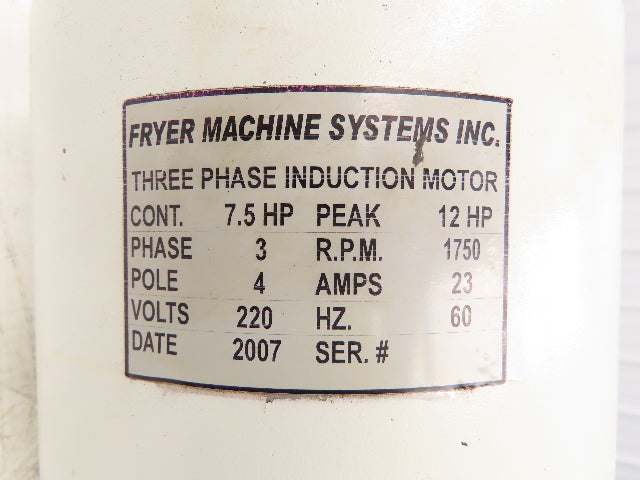 FRYER MACHINE SYSTEMS INC.
THREE PHASE INDUCTION MOTOR
CONT. 7.5 HP PEAK 12 HP
PHASE 3 R.P.M. 1750
POLE 4 AMPS 23
VOLTS 220 HZ. 60
DATE 2007 SER. #